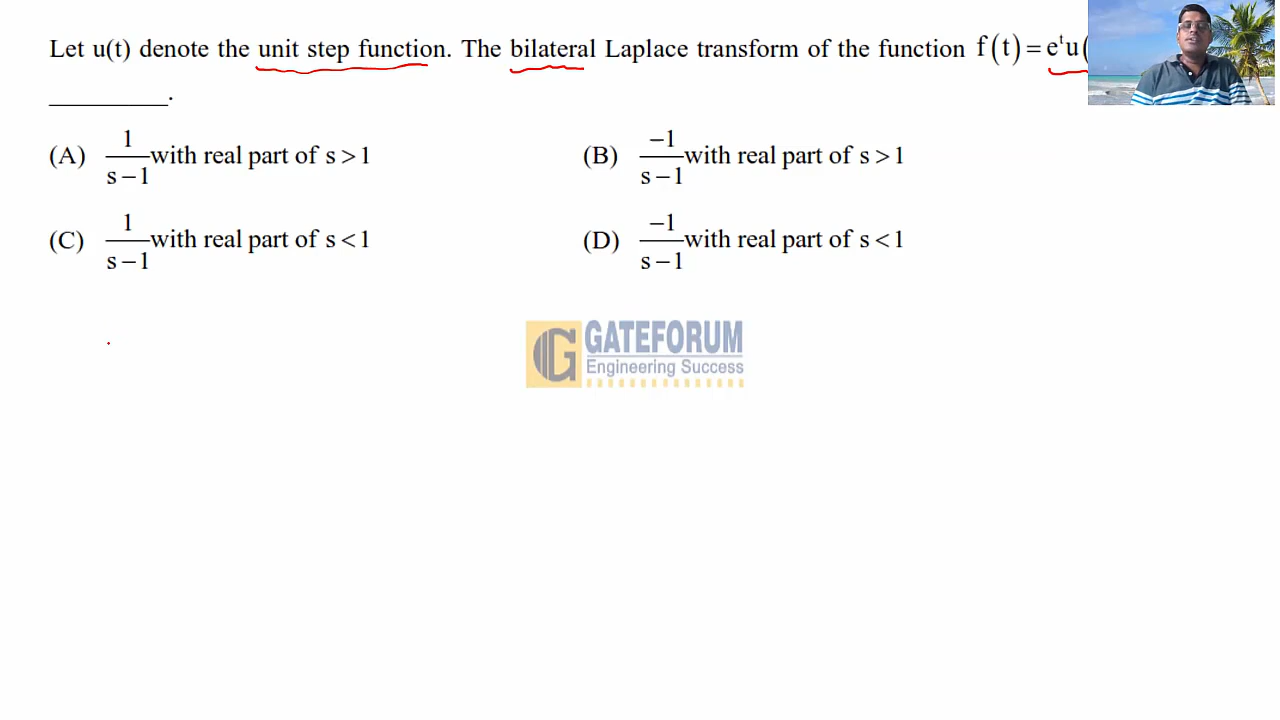 Let u(t) denote the unit step function. The bilateral Laplace transform of the function f(t) = eᵗu(
_________.
(A) 1/(s−1) with real part of s > 1 (B) −1/(s−1) with real part of s > 1
(C) 1/(s−1) with real part of s < 1 (D) −1/(s−1) with real part of s < 1
GATEFORUM
Engineering Success